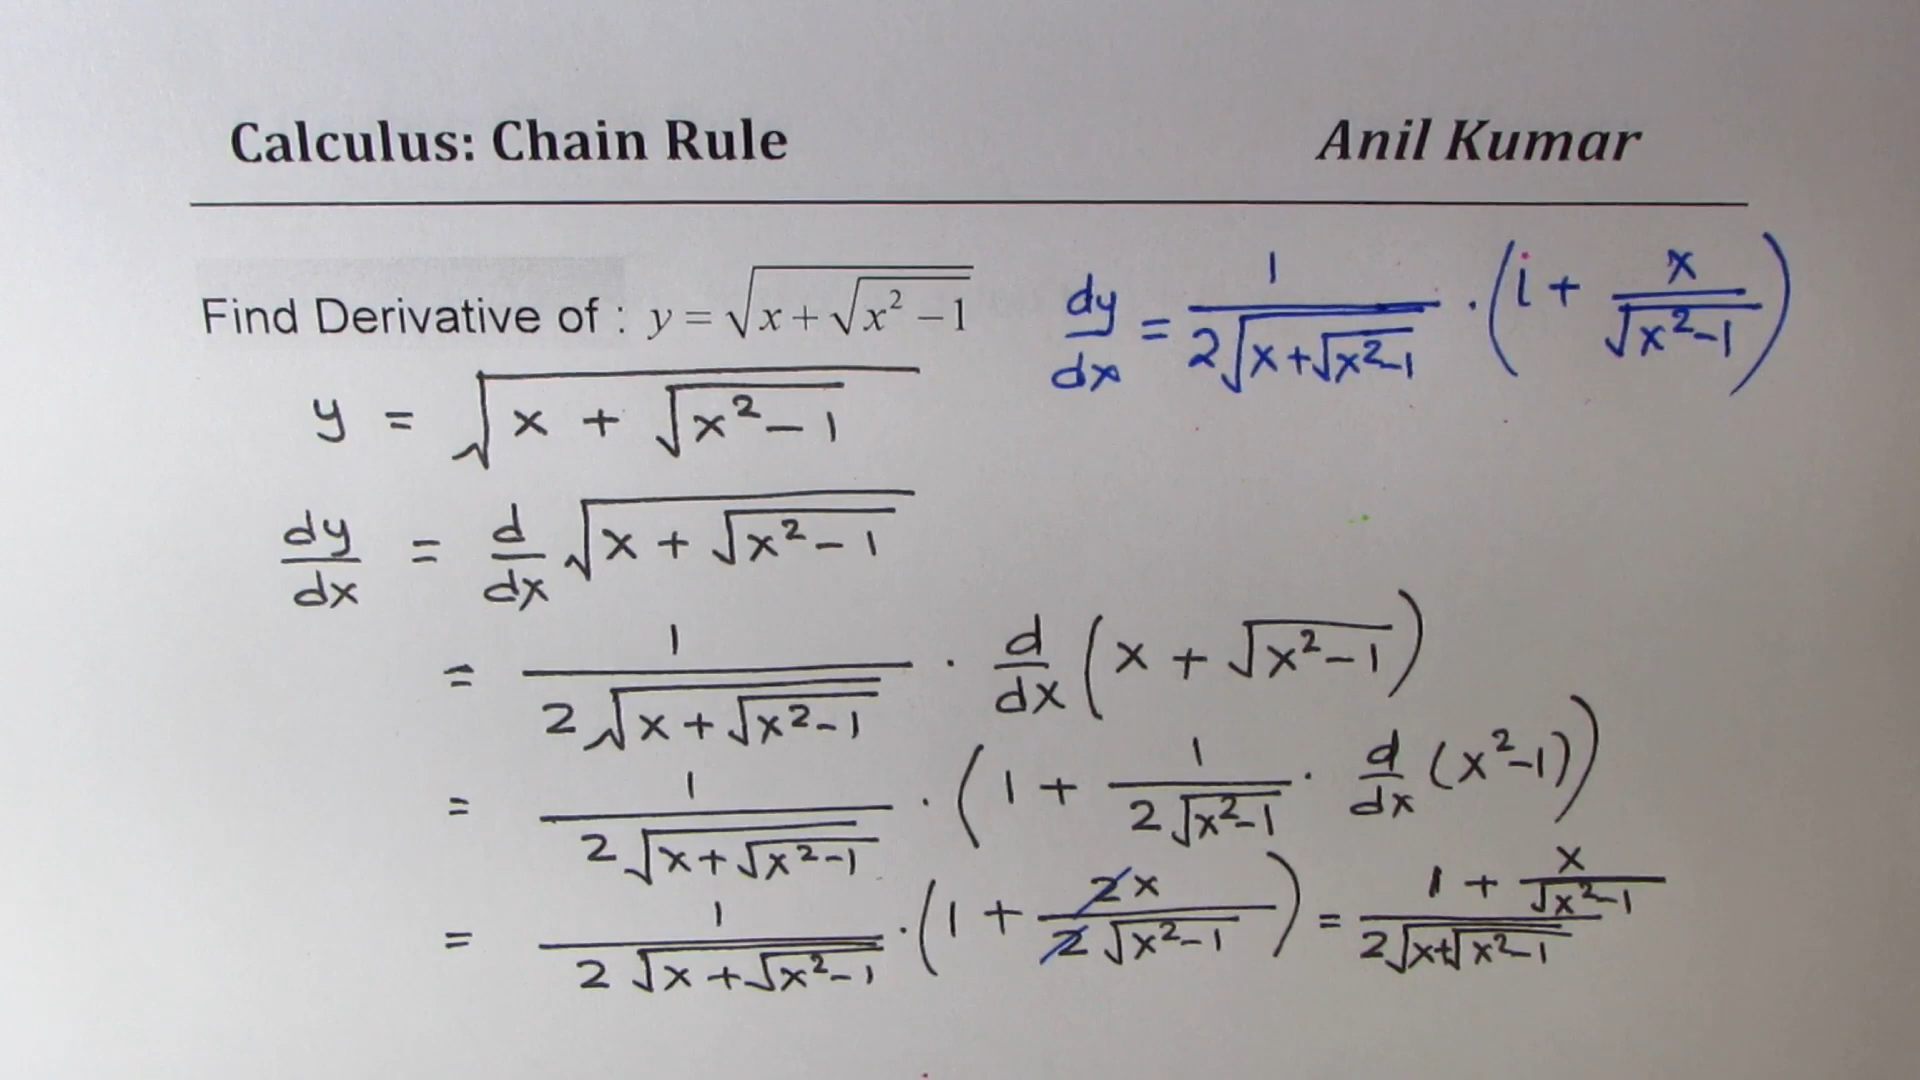 Calculus: Chain Rule Anil Kumar
Find Derivative of : y = √(x + √(x² − 1))
dy/dx = 1/(2√(x+√(x²-1))) · (1 + x/√(x²-1))
y = √(x + √(x² − 1))
dy/dx = d/dx √(x + √(x² − 1))
= 1/(2√(x+√(x²-1))) · d/dx (x + √(x²-1))
= 1/(2√(x+√(x²-1))) · (1 + 1/(2√(x²-1)) · d/dx (x²-1))
= 1/(2√(x+√(x²-1))) · (1 + 2x/(2√(x²-1))) = (1 + x/√(x²-1))/(2√(x+√(x²-1)))